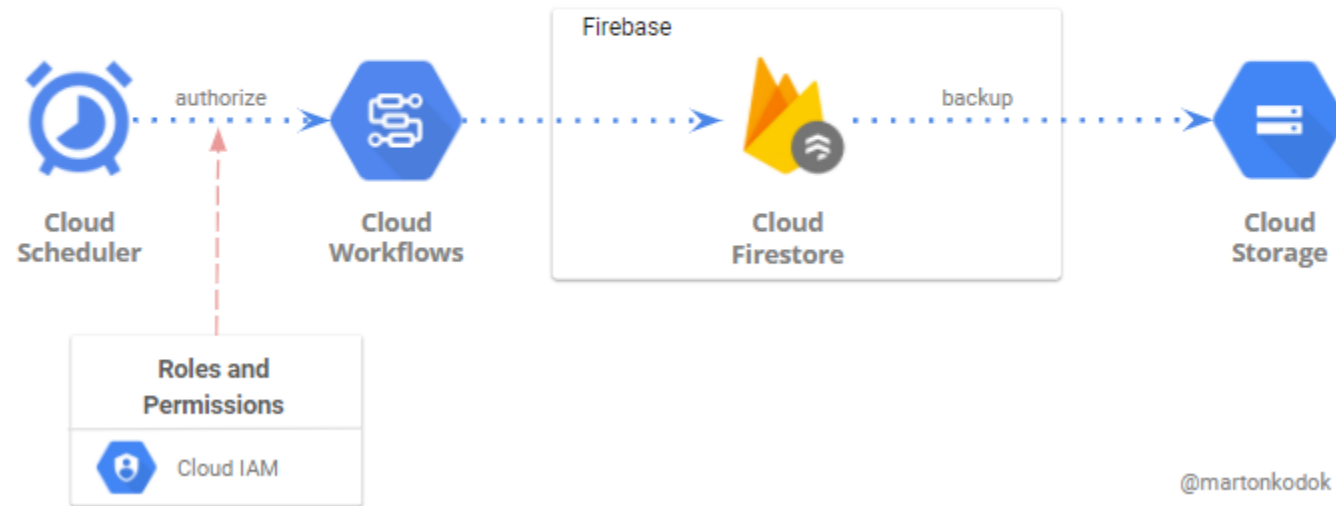 Firebase
authorize
backup
Cloud
Scheduler
Cloud
Workflows
Cloud
Firestore
Cloud
Storage
Roles and
Permissions
Cloud IAM
@martonkodok